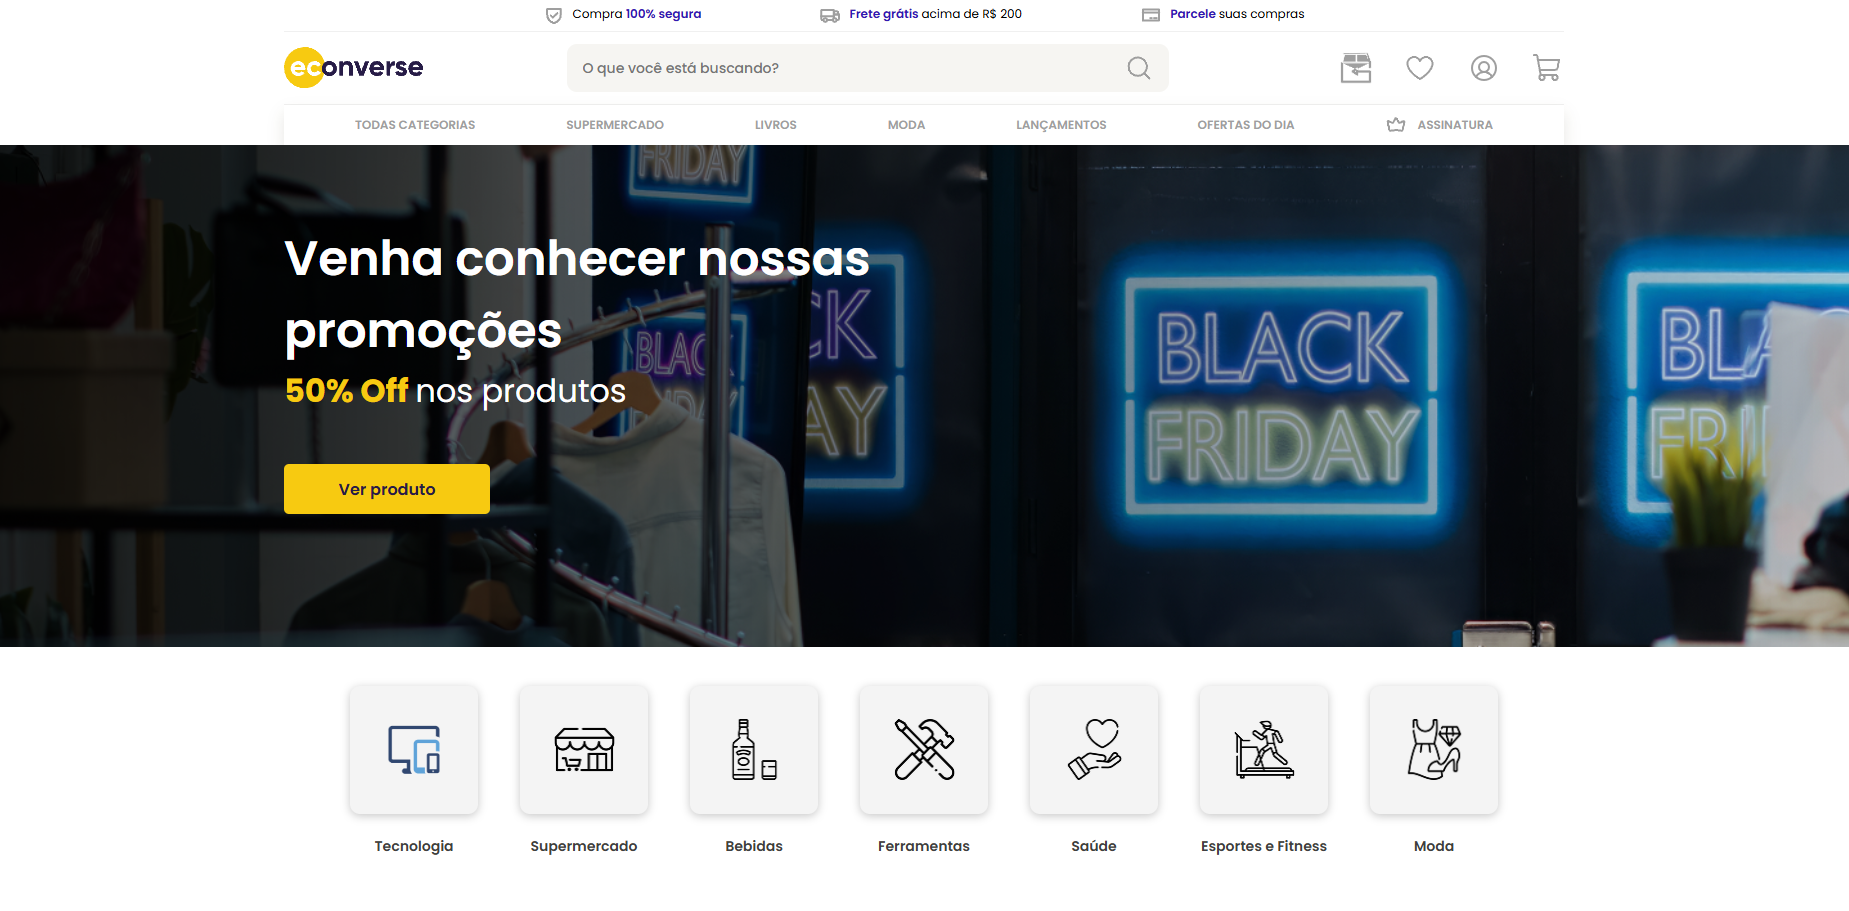 Compra 100% segura
Frete grátis acima de R$ 200
Parcele suas compras
econverse
O que você está buscando?
TODAS CATEGORIAS
SUPERMERCADO
LIVROS
MODA
LANÇAMENTOS
OFERTAS DO DIA
ASSINATURA
FRIDAY
Venha conhecer nossas
promoções
50% Off nos produtos
Ver produto
BLACK
FRIDAY
BLACK
FRIDAY
Tecnologia
Supermercado
Bebidas
Ferramentas
Saúde
Esportes e Fitness
Moda